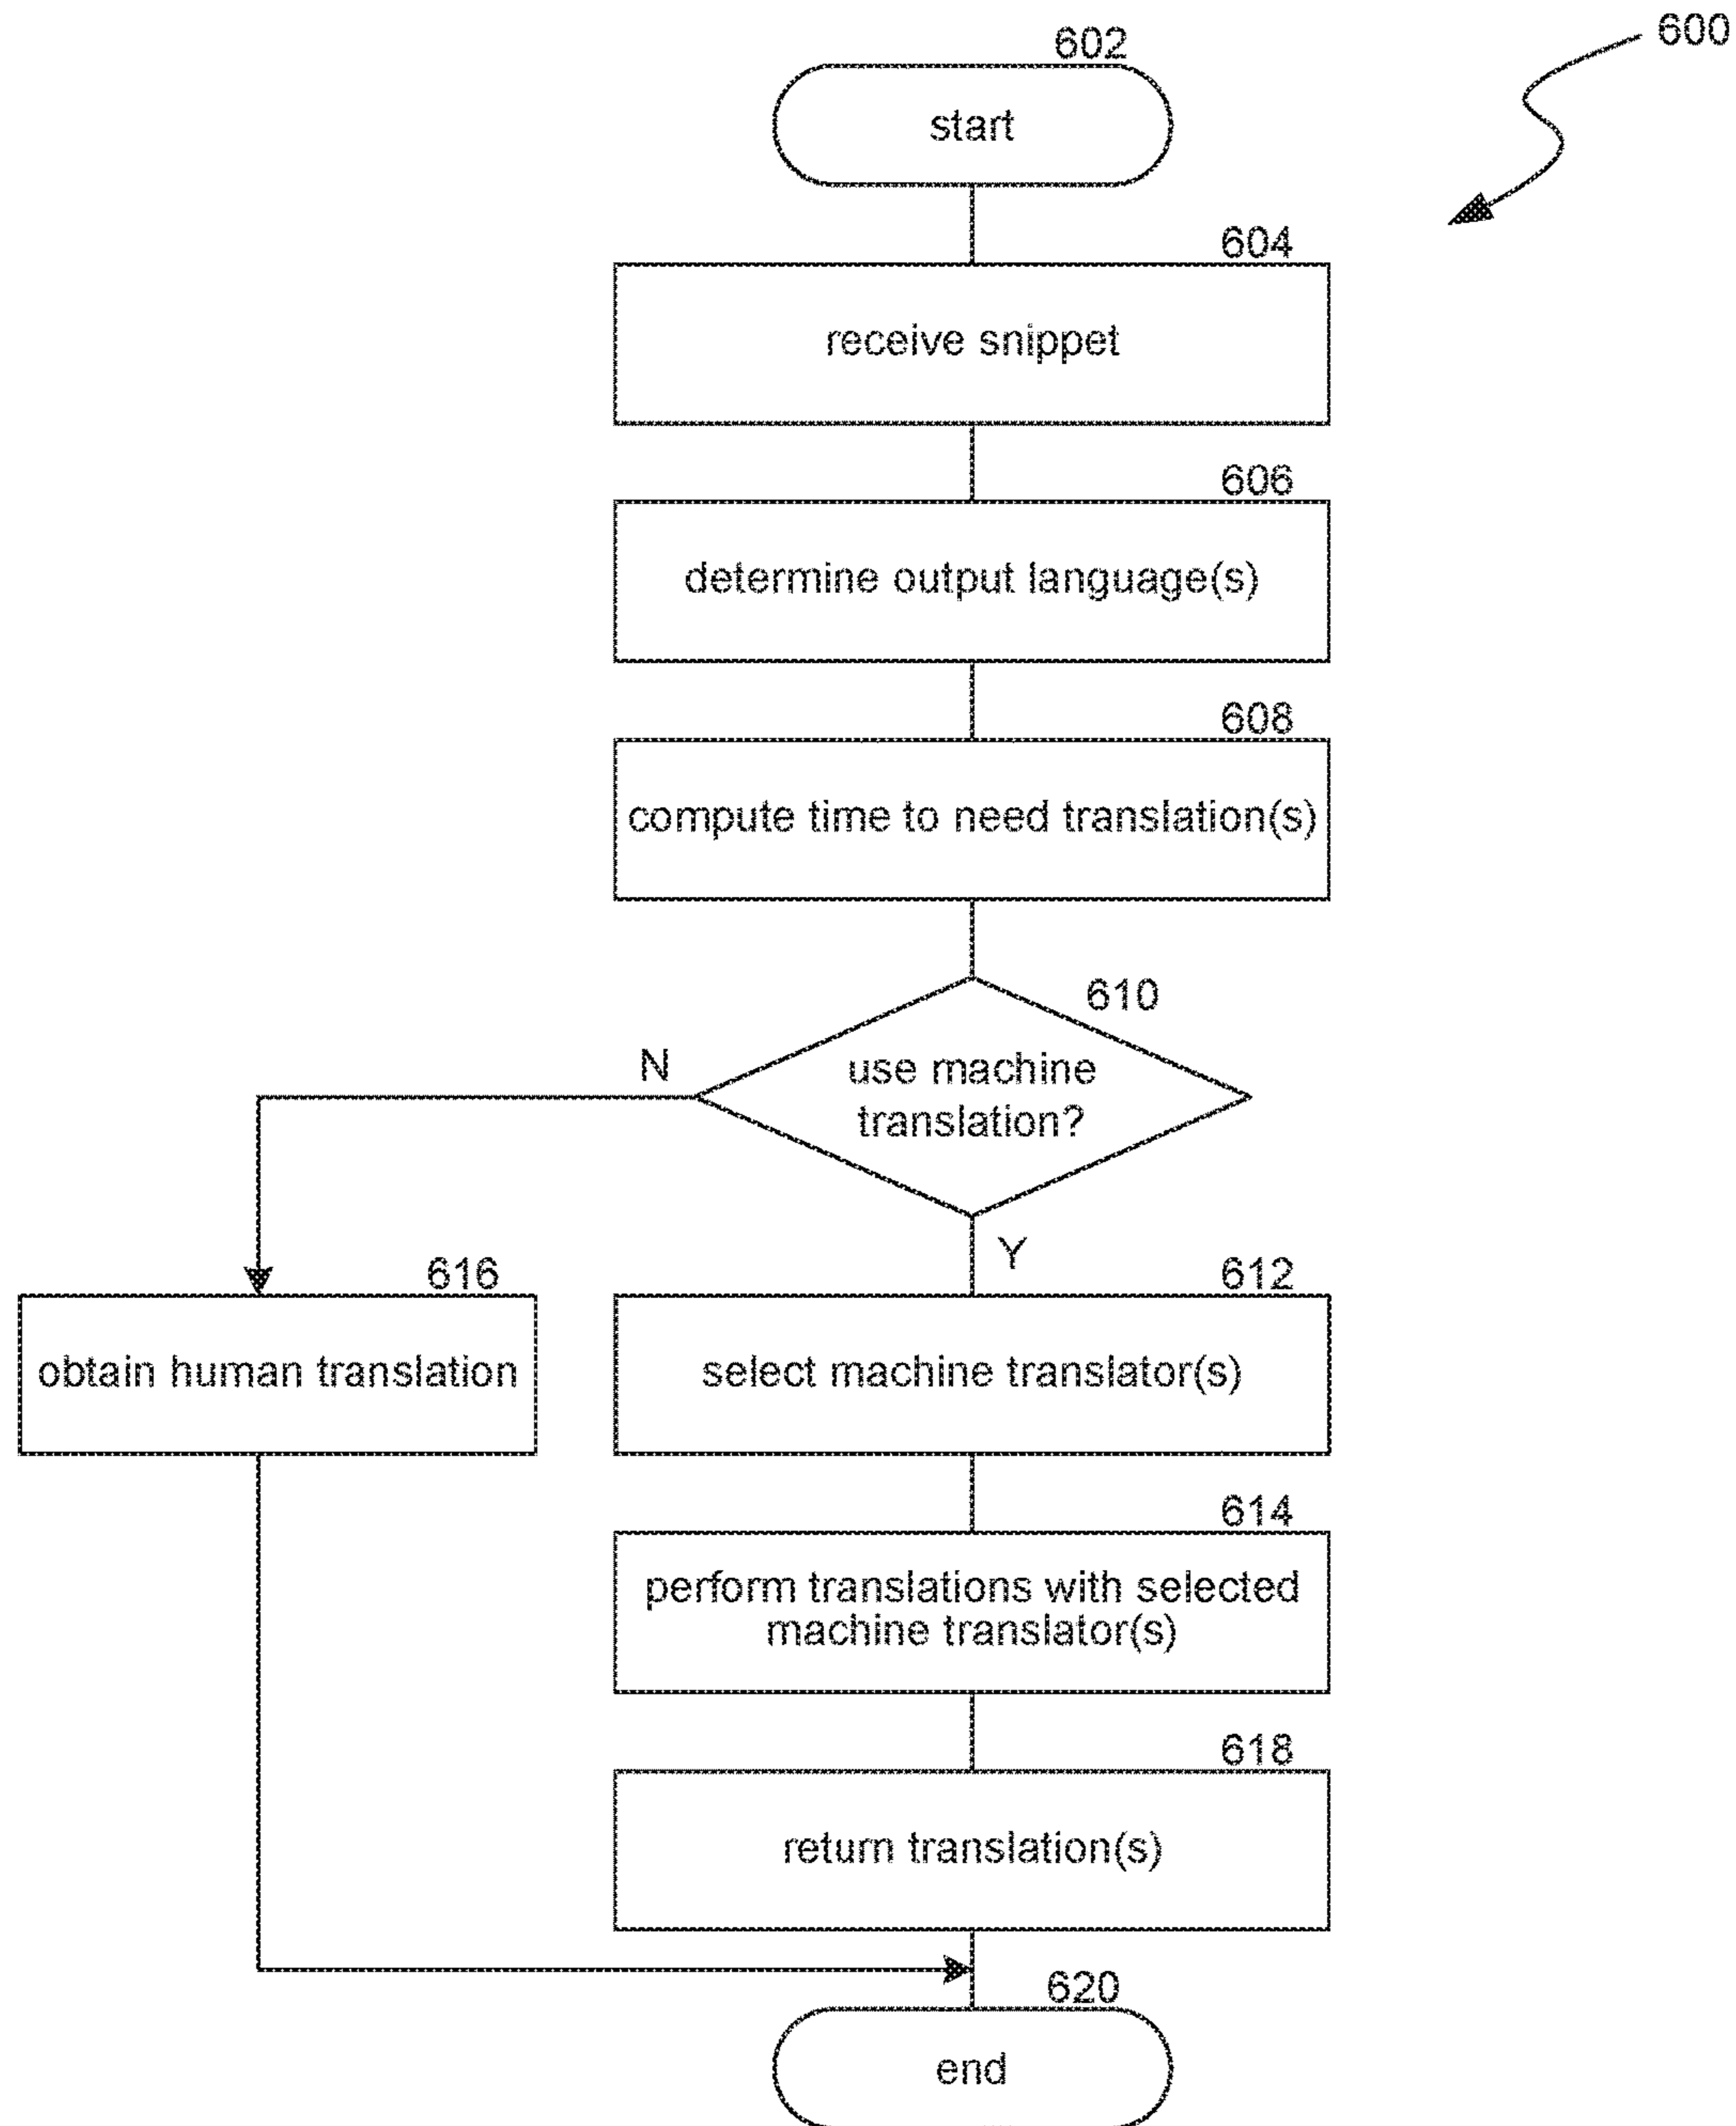 600
602
start
604
receive snippet
606
determine output language(s)
608
compute time to need translation(s)
610
use machine
translation?
N
Y
616
obtain human translation
612
select machine translator(s)
614
perform translations with selected
machine translator(s)
618
return translation(s)
620
end